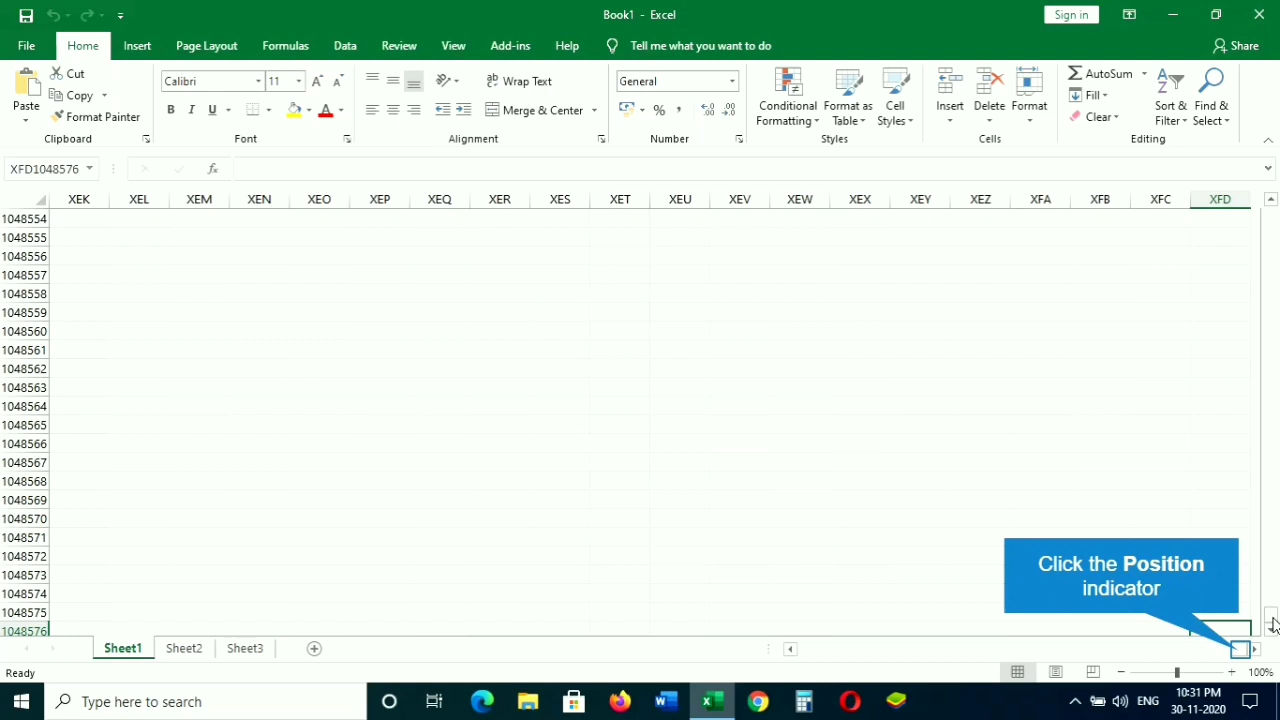 Book1 - Excel
Sign in
File Home Insert Page Layout Formulas Data Review View Add-ins Help Tell me what you want to do Share
Paste
Cut
Copy
Format Painter
Clipboard
Calibri 11
B I U
Font
Wrap Text
Merge & Center
Alignment
General
%
Number
Conditional Formatting
Format as Table
Cell Styles
Styles
Insert
Delete
Format
Cells
AutoSum
Fill
Clear
Sort & Filter
Find & Select
Editing
XFD1048576
fx
XEK XEL XEM XEN XEO XEP XEQ XER XES XET XEU XEV XEW XEX XEY XEZ XFA XFB XFC XFD
1048554
1048555
1048556
1048557
1048558
1048559
1048560
1048561
1048562
1048563
1048564
1048565
1048566
1048567
1048568
1048569
1048570
1048571
1048572
1048573
1048574
1048575
1048576
Click the Position
indicator
Sheet1 Sheet2 Sheet3
Ready
100%
Type here to search
ENG
10:31 PM
30-11-2020